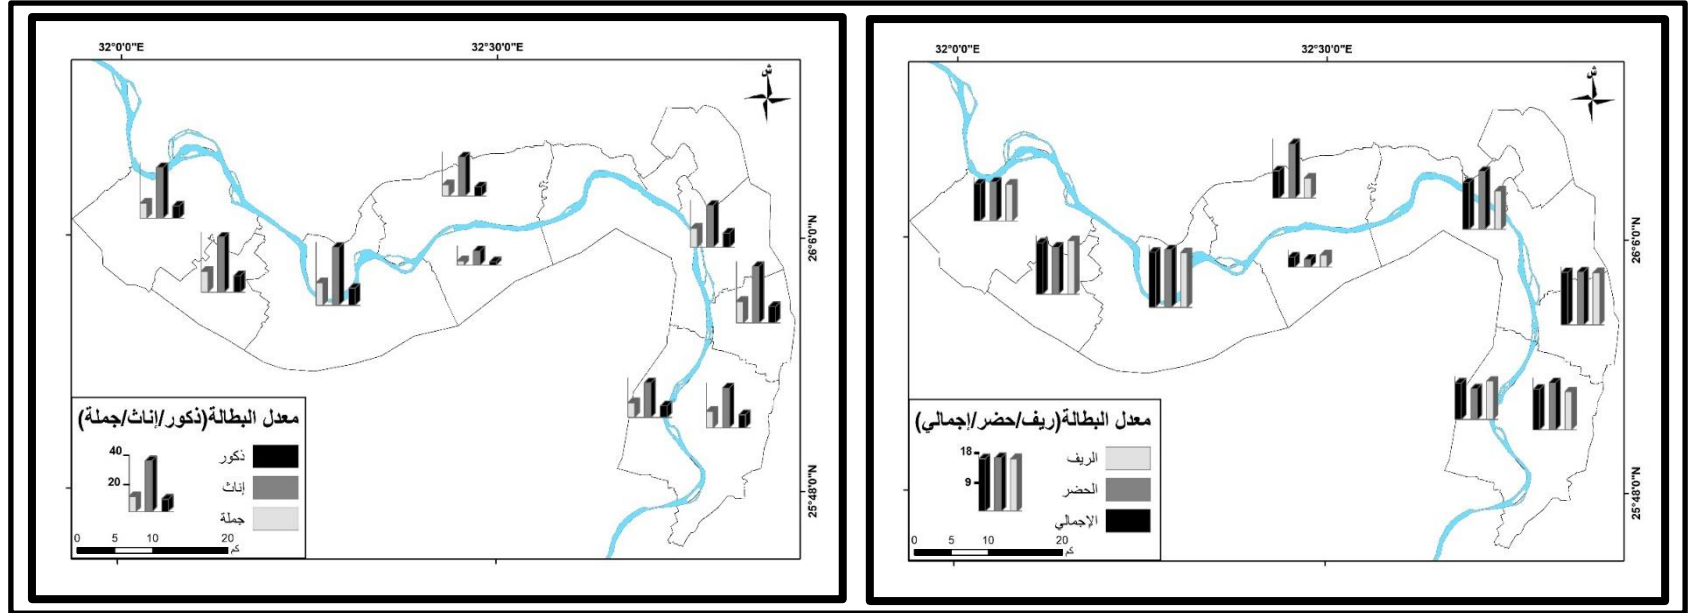 32°0'0"E 32°30'0"E
ش
26°6'0"N
25°48'0"N
معدل البطالة(ذكور/إناث/جملة)
40
20
ذكور
إناث
جملة
0 5 10 20
كم
32°0'0"E 32°30'0"E
ش
26°6'0"N
25°48'0"N
معدل البطالة(ريف/حضر/إجمالي)
18
9
الريف
الحضر
الإجمالي
0 5 10 20
كم